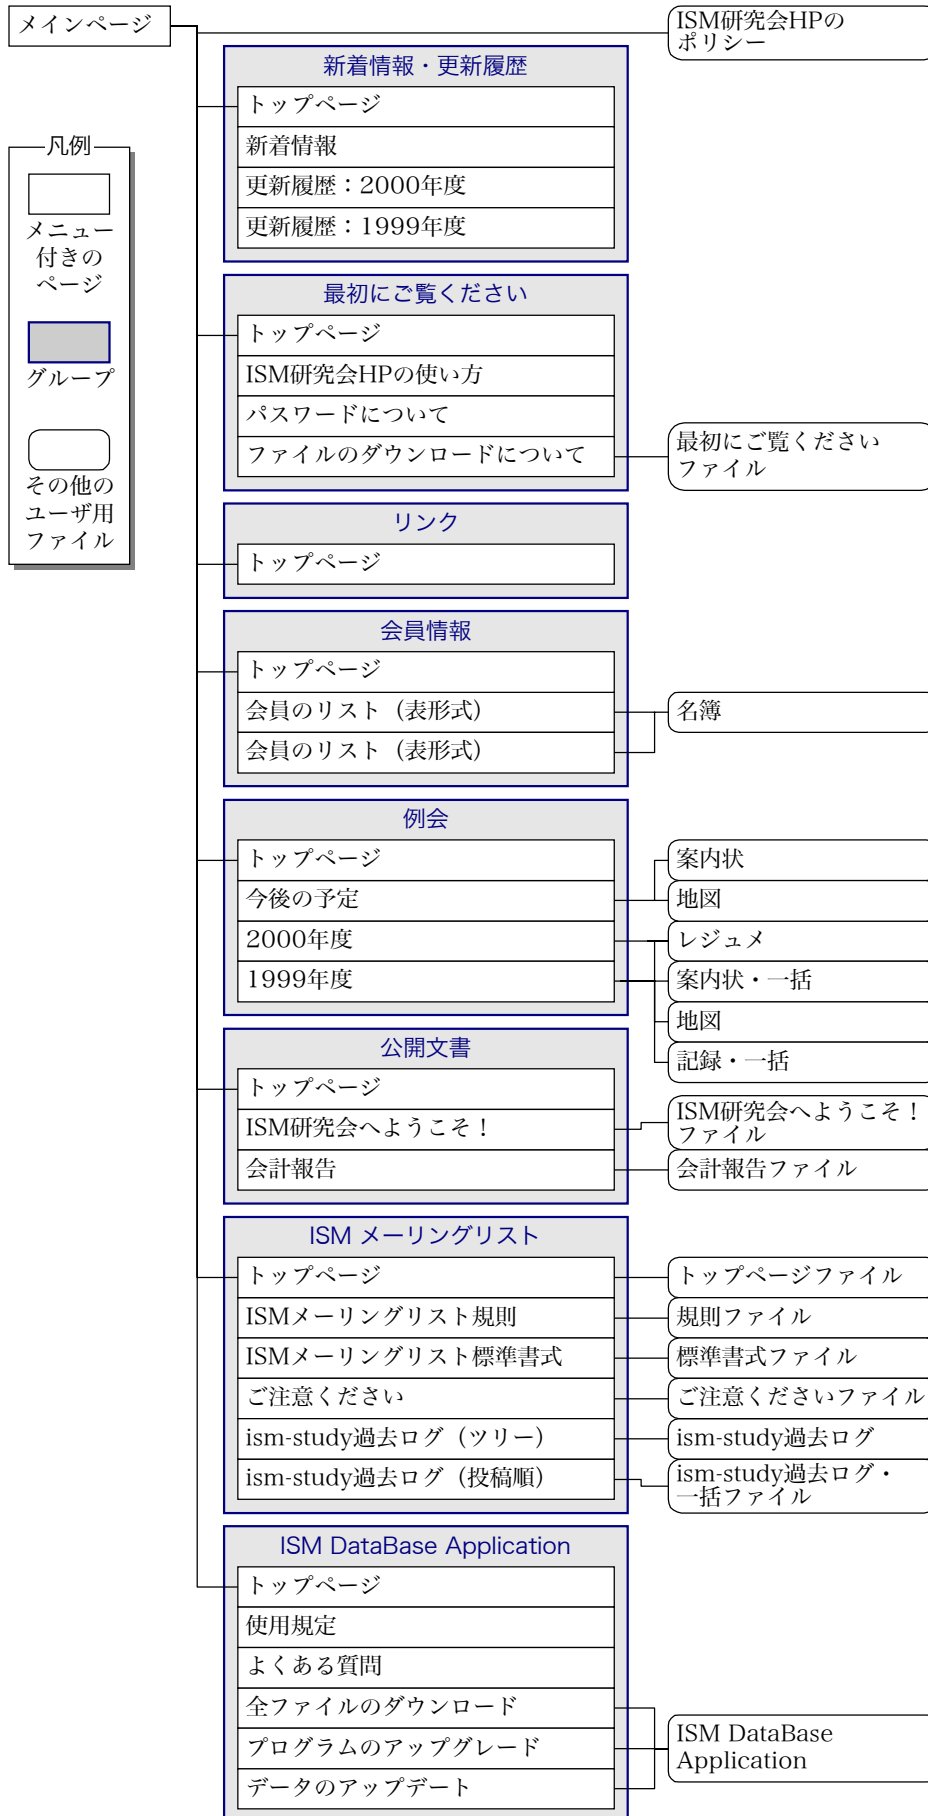 メインページ
ISM研究会HPの
ポリシー
新着情報・更新履歴
トップページ
新着情報
更新履歴：2000年度
更新履歴：1999年度
凡例
メニュー
付きの
ページ
グループ
その他の
ユーザ用
ファイル
最初にご覧ください
トップページ
ISM研究会HPの使い方
パスワードについて
ファイルのダウンロードについて
最初にご覧ください
ファイル
リンク
トップページ
会員情報
トップページ
会員のリスト（表形式）
会員のリスト（表形式）
名簿
例会
トップページ
今後の予定
2000年度
1999年度
案内状
地図
レジュメ
案内状・一括
地図
記録・一括
公開文書
トップページ
ISM研究会へようこそ！
会計報告
ISM研究会へようこそ！
ファイル
会計報告ファイル
ISM メーリングリスト
トップページ
ISMメーリングリスト規則
ISMメーリングリスト標準書式
ご注意ください
ism-study過去ログ（ツリー）
ism-study過去ログ（投稿順）
トップページファイル
規則ファイル
標準書式ファイル
ご注意くださいファイル
ism-study過去ログ
ism-study過去ログ・
一括ファイル
ISM DataBase Application
トップページ
使用規定
よくある質問
全ファイルのダウンロード
プログラムのアップグレード
データのアップデート
ISM DataBase
Application